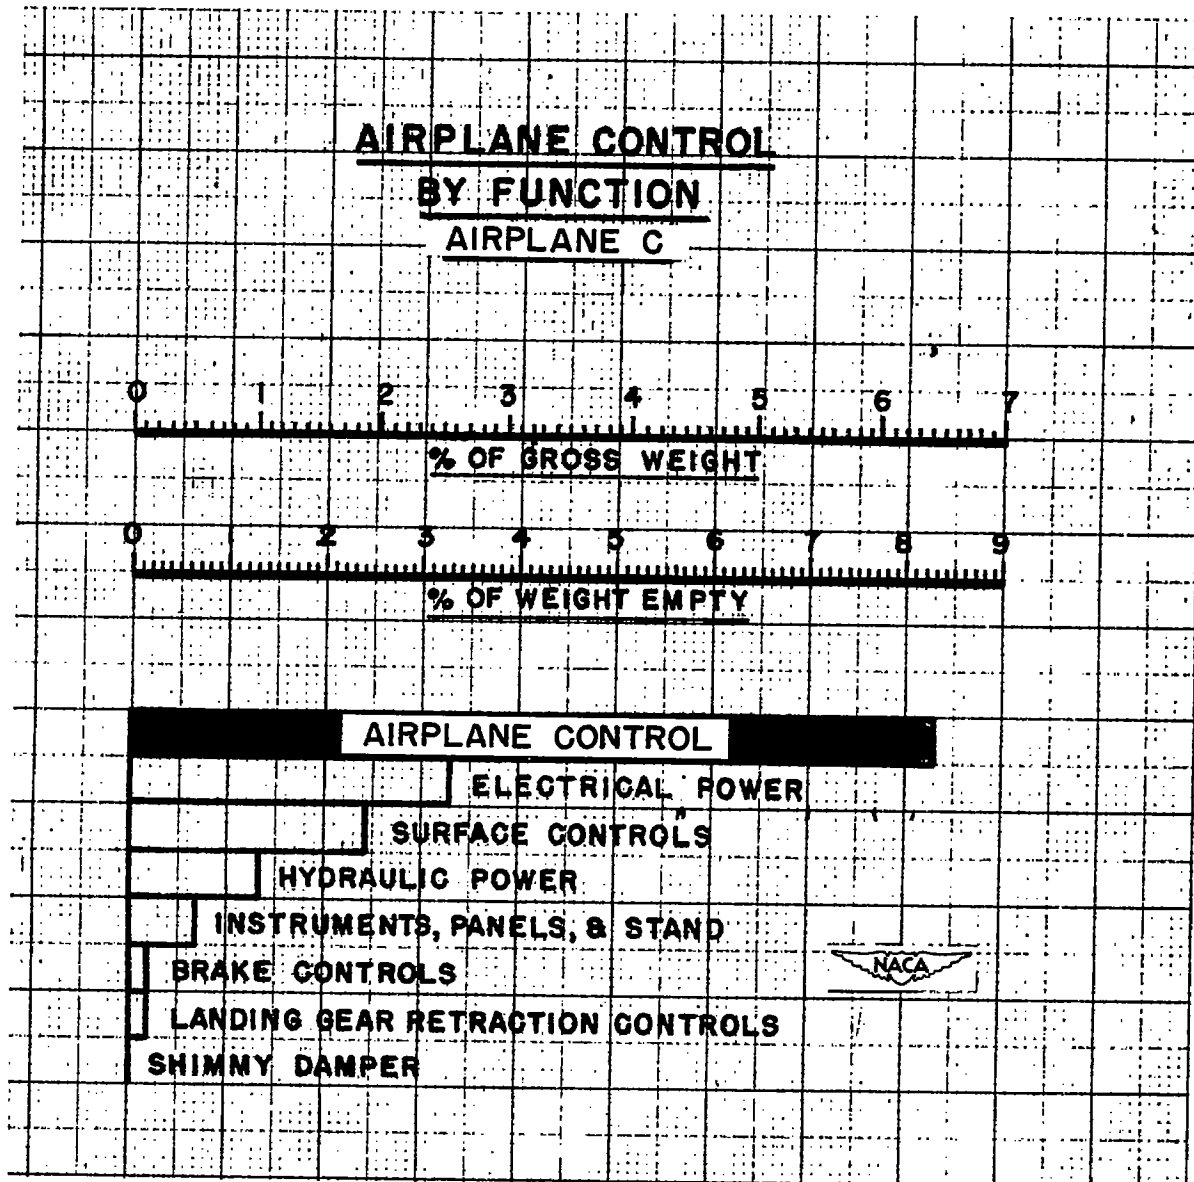 AIRPLANE CONTROL
BY FUNCTION
AIRPLANE C
0 1 2 3 4 5 6 7
% OF GROSS WEIGHT
0 1 2 3 4 5 6 7 8 9
% OF WEIGHT EMPTY
AIRPLANE CONTROL
ELECTRICAL POWER
SURFACE CONTROLS
HYDRAULIC POWER
INSTRUMENTS, PANELS, & STAND
BRAKE CONTROLS
NACA
LANDING GEAR RETRACTION CONTROLS
SHIMMY DAMPER